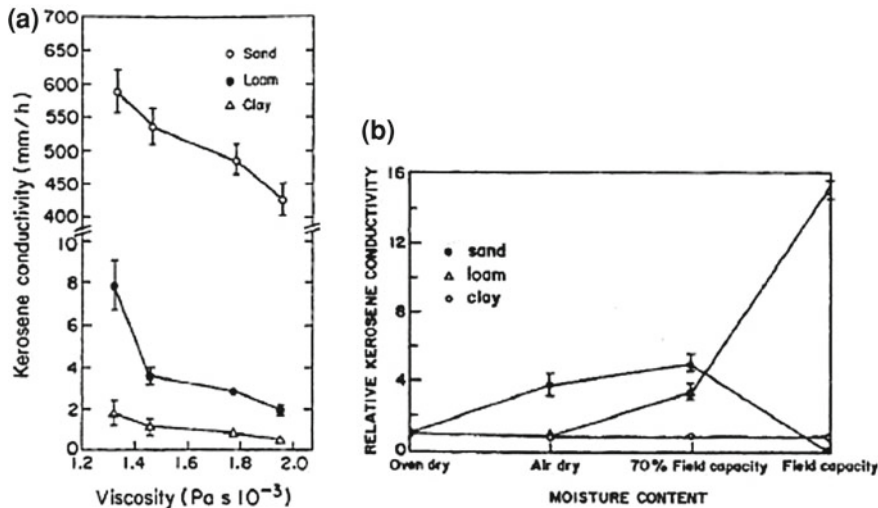 (a)
Kerosene conductivity (mm/h)
700
650
600
550
500
450
400
10
8
6
4
2
0
Sand
Loam
Clay
1.2
1.4
1.6
1.8
2.0
Viscosity (Pa s 10⁻³)
(b)
RELATIVE KEROSENE CONDUCTIVITY
16
12
8
4
0
sand
loam
clay
Oven dry
Air dry
70% Field capacity
Field capacity
MOISTURE CONTENT